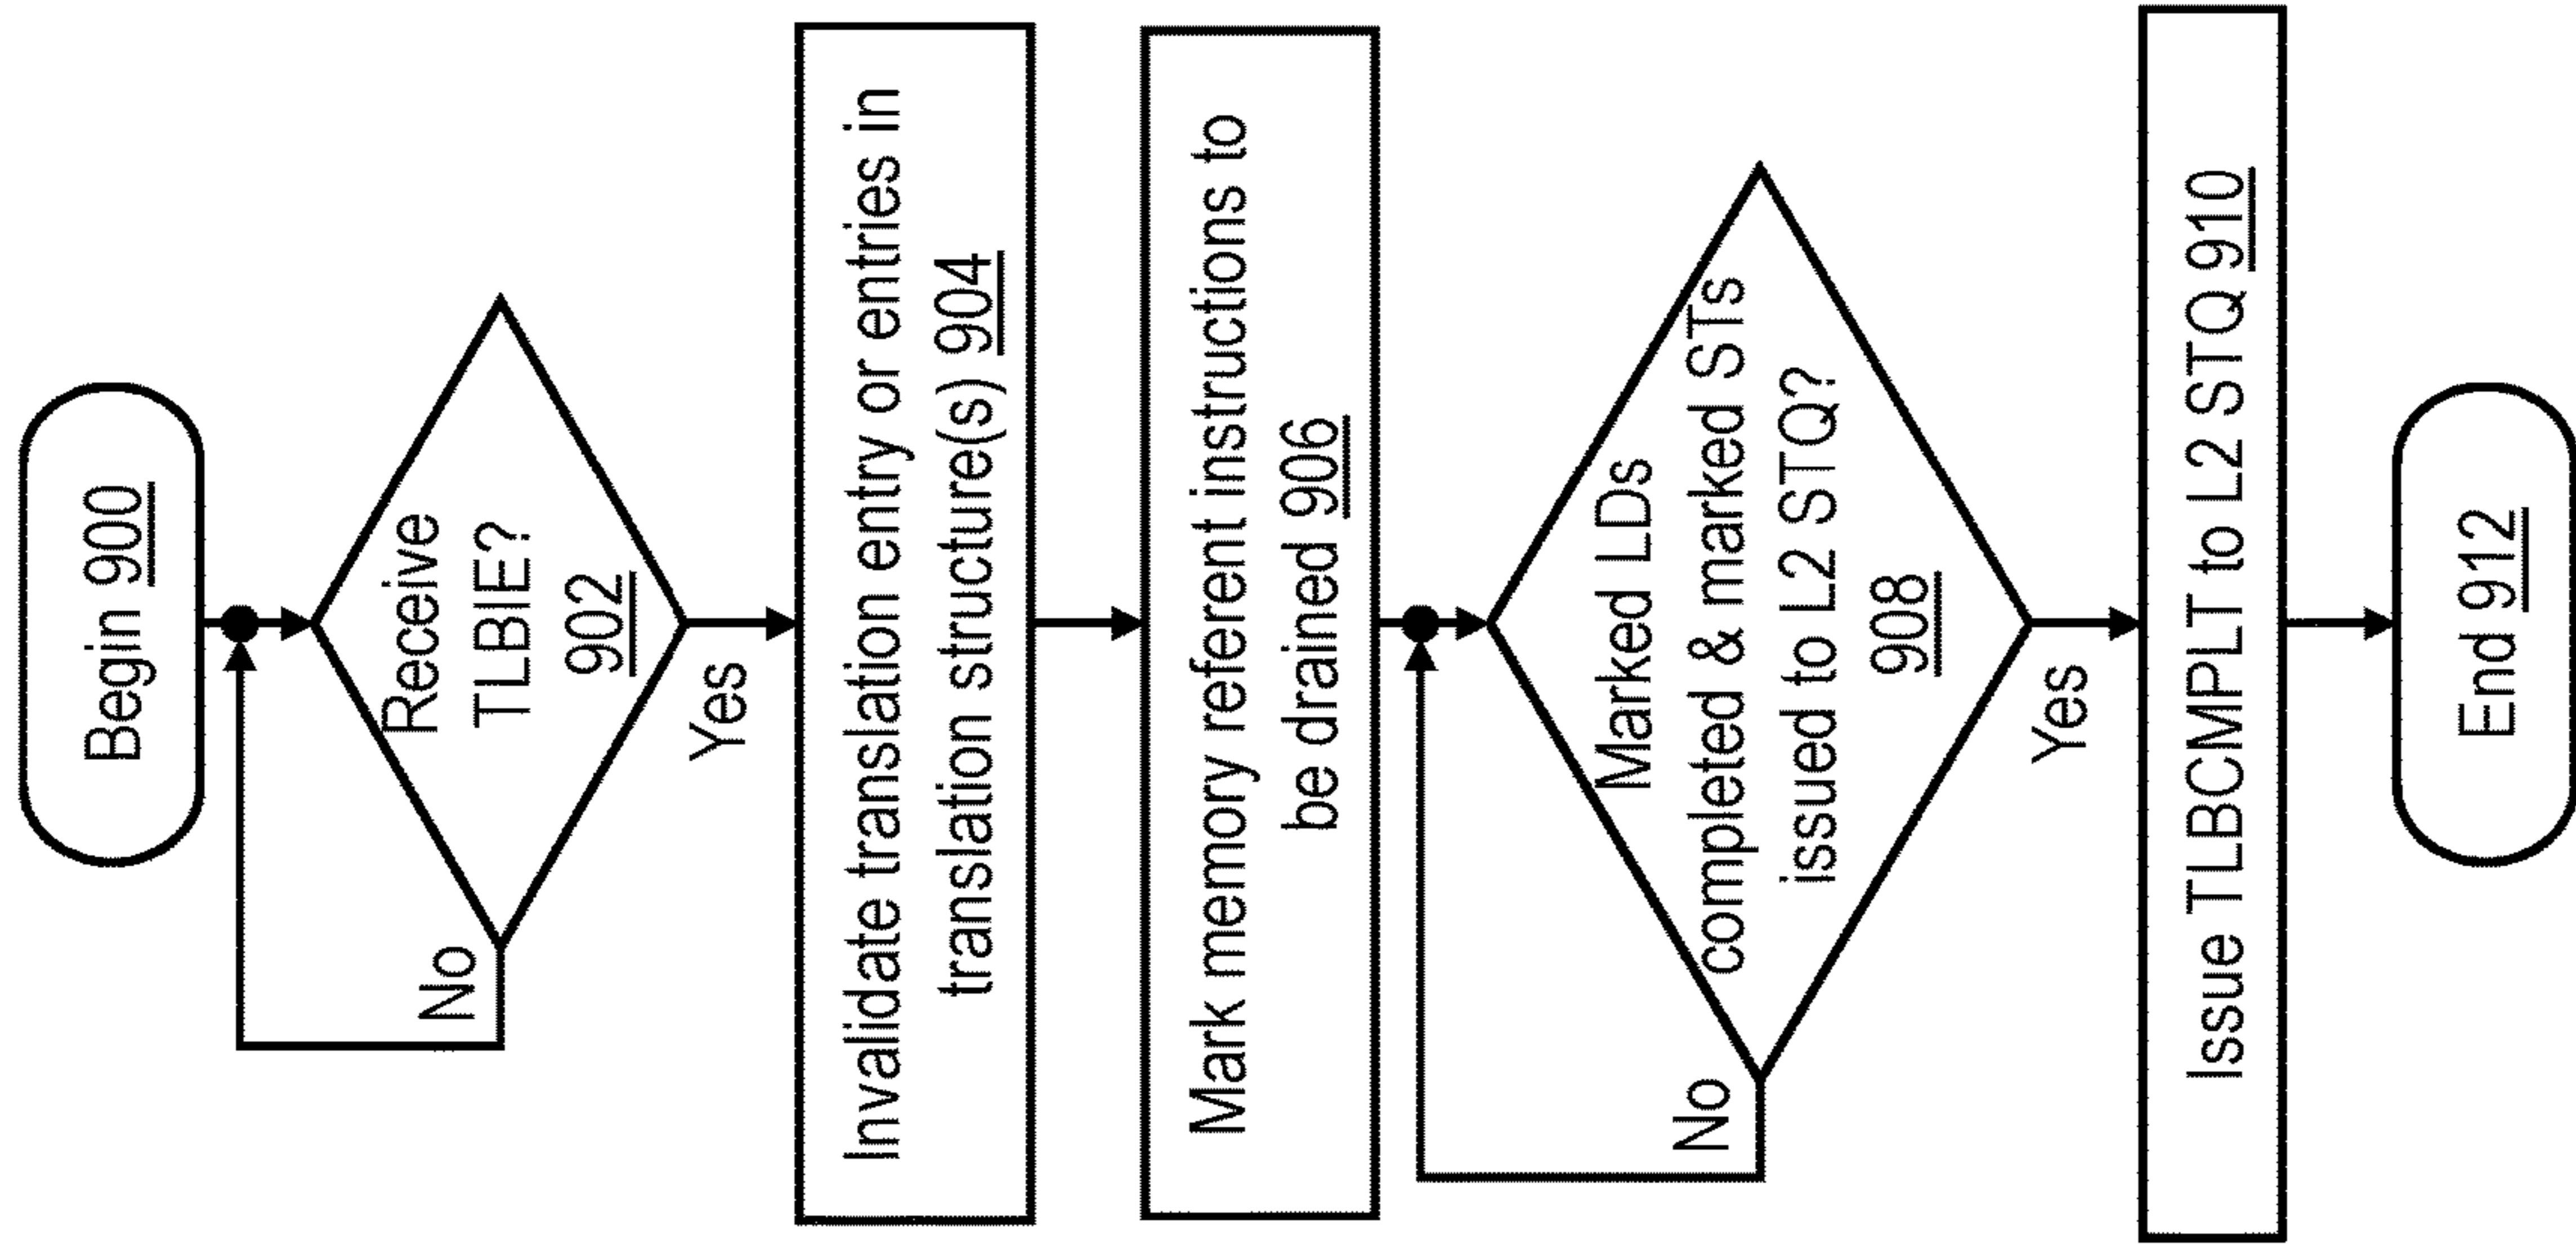 Begin 900
Receive
TLBIE?
902
No
Yes
Invalidate translation entry or entries in
translation structure(s) 904
Mark memory referent instructions to
be drained 906
Marked LDs
completed & marked STs
issued to L2 STQ?
908
No
Yes
Issue TLBCMPLT to L2 STQ 910
End 912